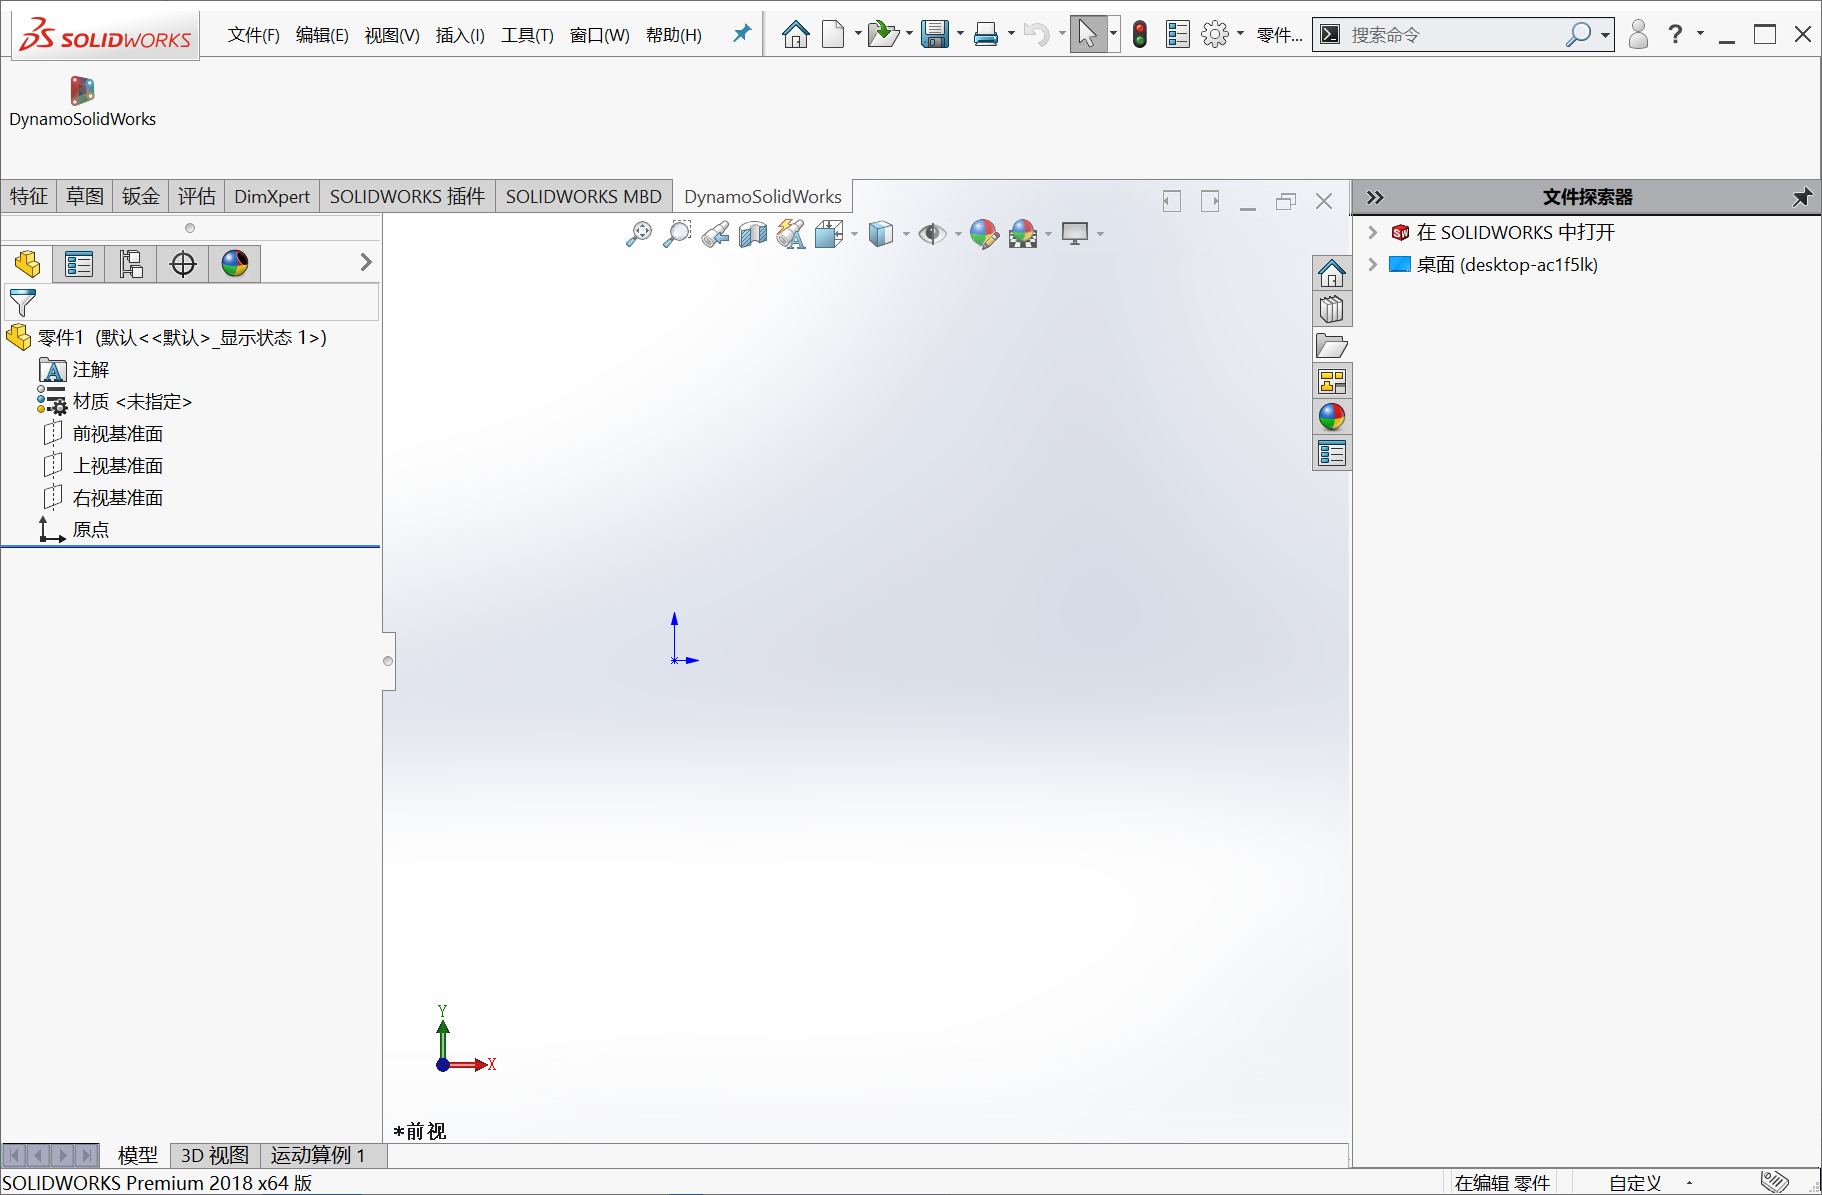 SOLIDWORKS 文件(F) 编辑(E) 视图(V) 插入(I) 工具(T) 窗口(W) 帮助(H) 零件... 搜索命令 ?
DynamoSolidWorks
特征 草图 钣金 评估 DimXpert SOLIDWORKS 插件 SOLIDWORKS MBD DynamoSolidWorks
文件探索器
在 SOLIDWORKS 中打开
桌面 (desktop-ac1f5lk)
零件1 (默认<<默认>_显示状态 1>)
注解
材质 <未指定>
前视基准面
上视基准面
右视基准面
原点
Y
X
*前视
模型 3D 视图 运动算例 1
SOLIDWORKS Premium 2018 x64 版 在编辑 零件 自定义